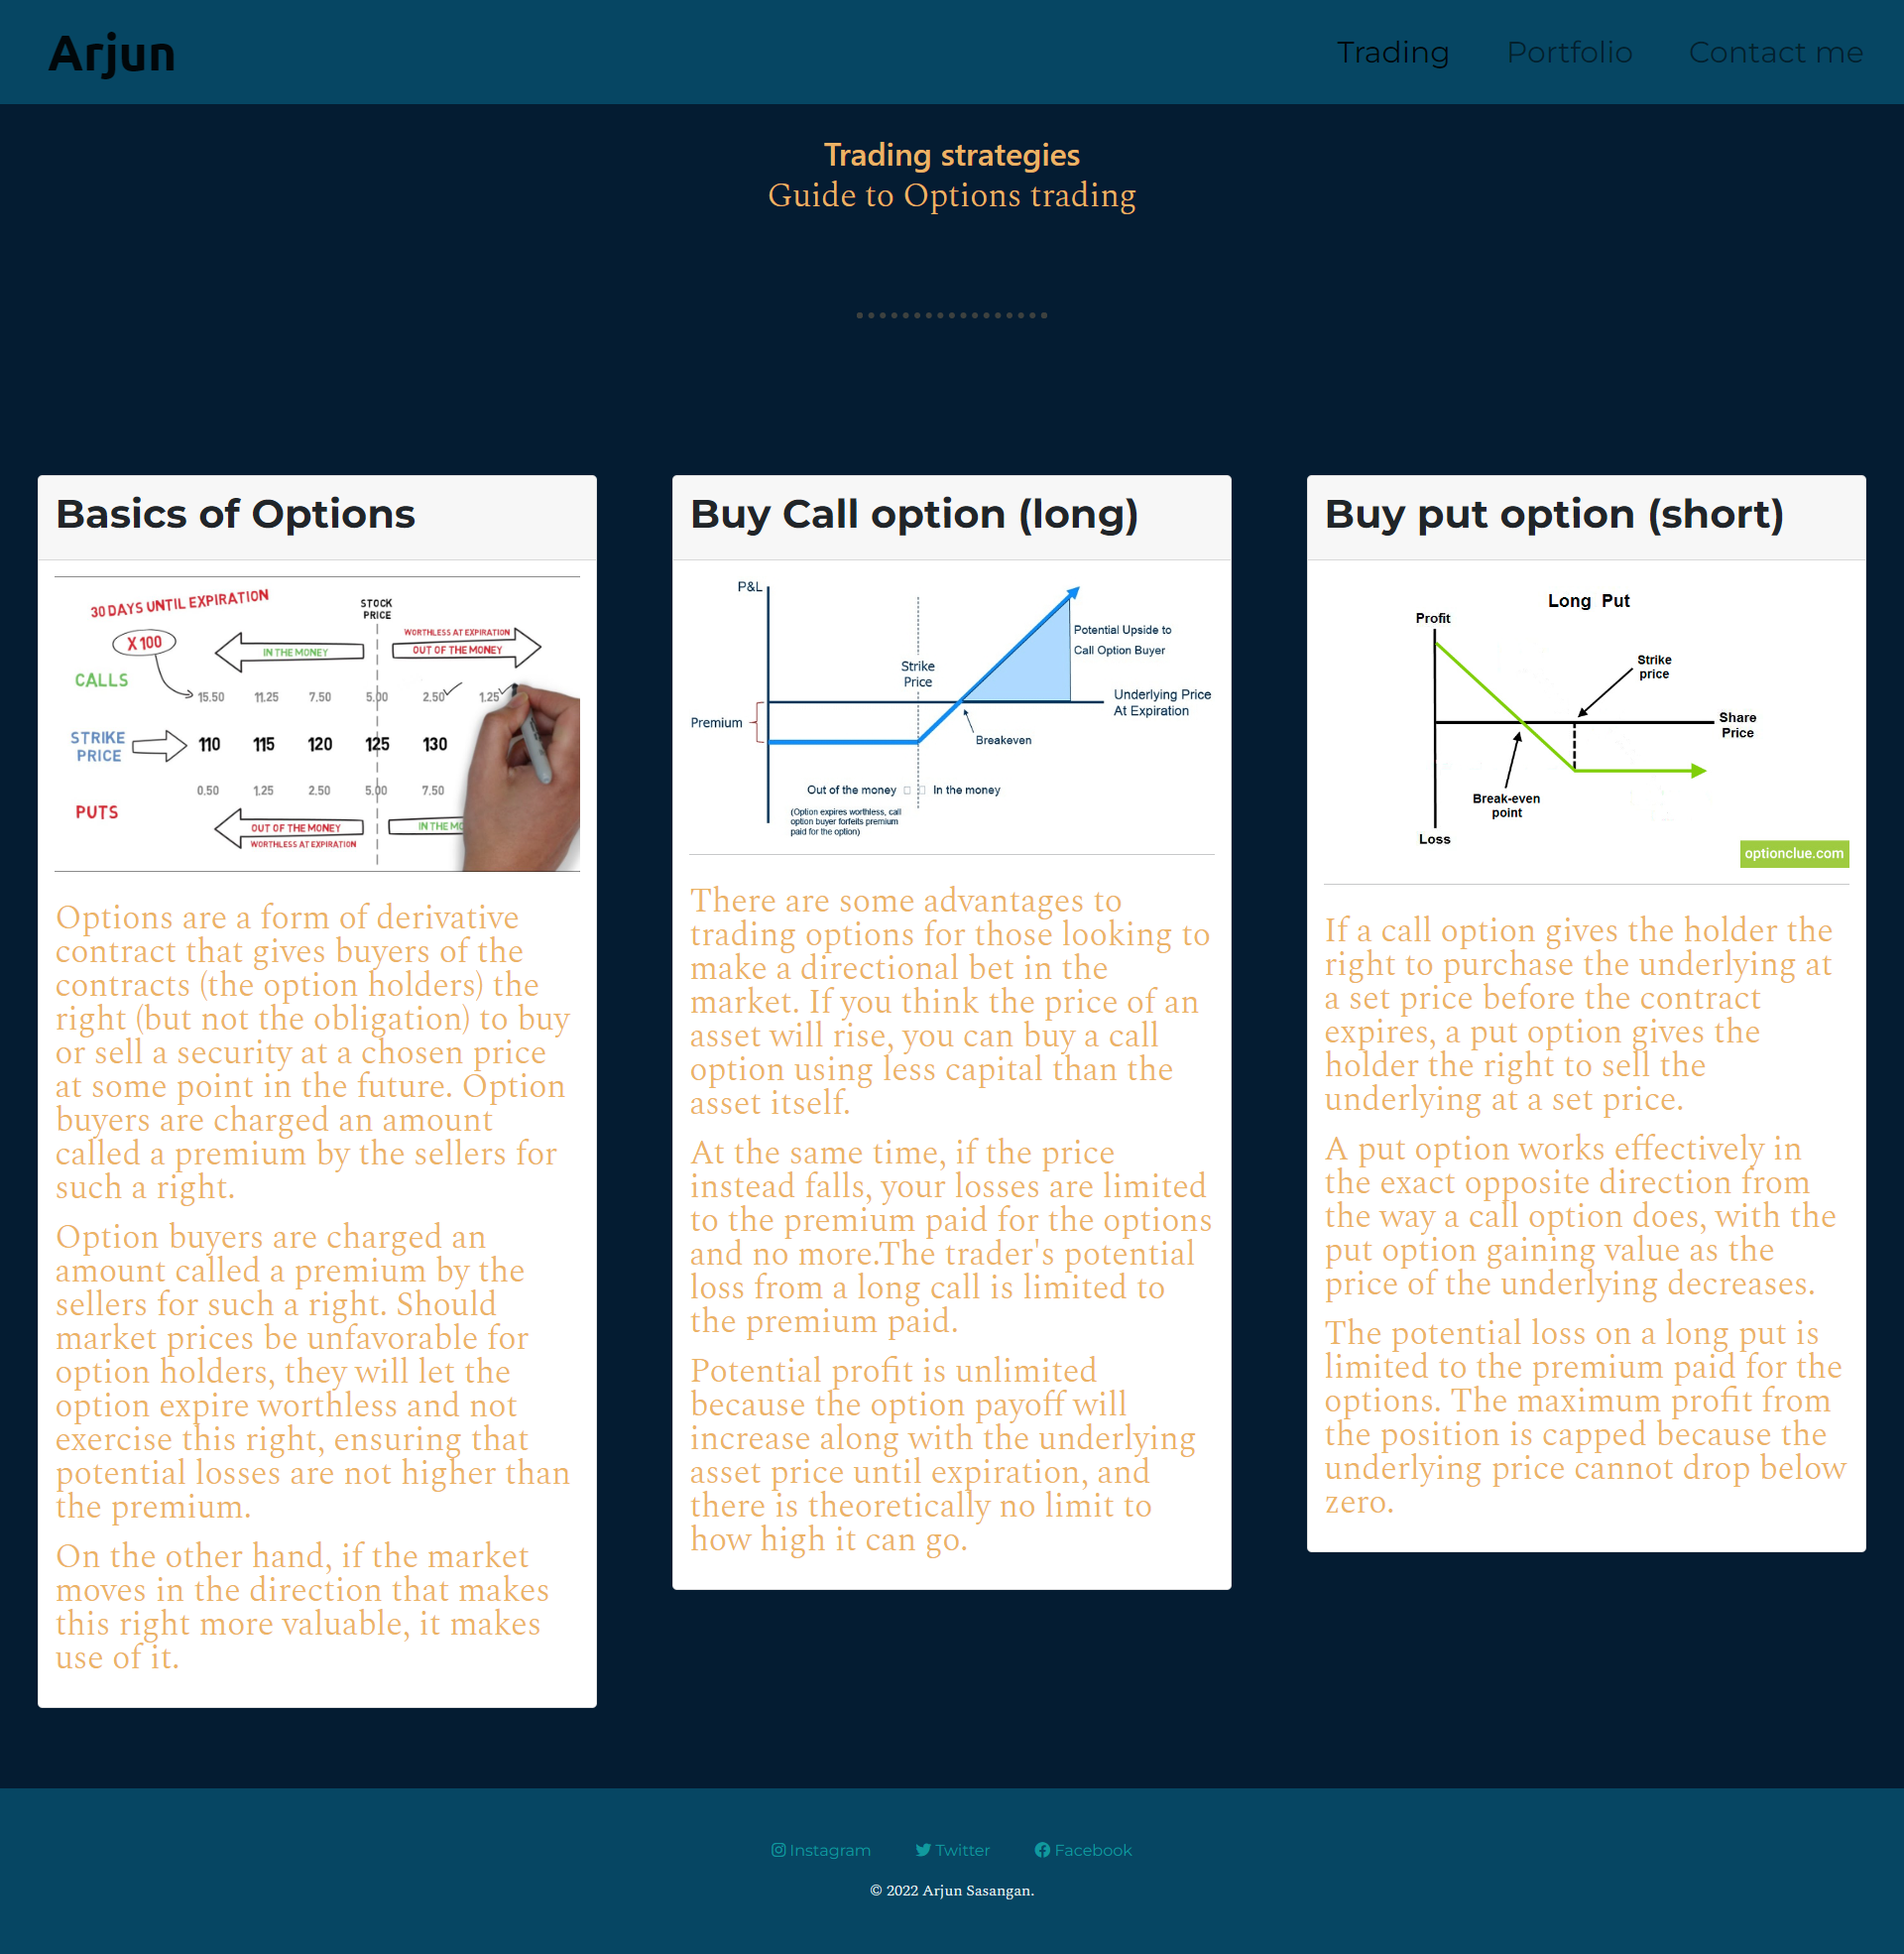 Arjun
Trading
Portfolio
Contact me
Trading strategies
Guide to Options trading
Basics of Options
30 DAYS UNTIL EXPIRATION
STOCK
PRICE
X 100
IN THE MONEY
WORTHLESS AT EXPIRATION
OUT OF THE MONEY
CALLS
15.50 11.25 7.50 5.00 2.50 1.25
STRIKE
PRICE
110 115 120 125 130
0.50 1.25 2.50 5.00 7.50
PUTS
OUT OF THE MONEY
WORTHLESS AT EXPIRATION
IN THE MO
Options are a form of derivative
contract that gives buyers of the
contracts (the option holders) the
right (but not the obligation) to buy
or sell a security at a chosen price
at some point in the future. Option
buyers are charged an amount
called a premium by the sellers for
such a right.
Option buyers are charged an
amount called a premium by the
sellers for such a right. Should
market prices be unfavorable for
option holders, they will let the
option expire worthless and not
exercise this right, ensuring that
potential losses are not higher than
the premium.
On the other hand, if the market
moves in the direction that makes
this right more valuable, it makes
use of it.
Buy Call option (long)
P&L
Potential Upside to
Call Option Buyer
Strike
Price
Underlying Price
At Expiration
Premium
Breakeven
Out of the money
In the money
(Option expires worthless, call
option buyer forfeits premium
paid for the option)
There are some advantages to
trading options for those looking to
make a directional bet in the
market. If you think the price of an
asset will rise, you can buy a call
option using less capital than the
asset itself.
At the same time, if the price
instead falls, your losses are limited
to the premium paid for the options
and no more.The trader's potential
loss from a long call is limited to
the premium paid.
Potential profit is unlimited
because the option payoff will
increase along with the underlying
asset price until expiration, and
there is theoretically no limit to
how high it can go.
Buy put option (short)
Long Put
Profit
Strike
price
Share
Price
Break-even
point
Loss
optionclue.com
If a call option gives the holder the
right to purchase the underlying at
a set price before the contract
expires, a put option gives the
holder the right to sell the
underlying at a set price.
A put option works effectively in
the exact opposite direction from
the way a call option does, with the
put option gaining value as the
price of the underlying decreases.
The potential loss on a long put is
limited to the premium paid for the
options. The maximum profit from
the position is capped because the
underlying price cannot drop below
zero.
Instagram
Twitter
Facebook
© 2022 Arjun Sasangan.